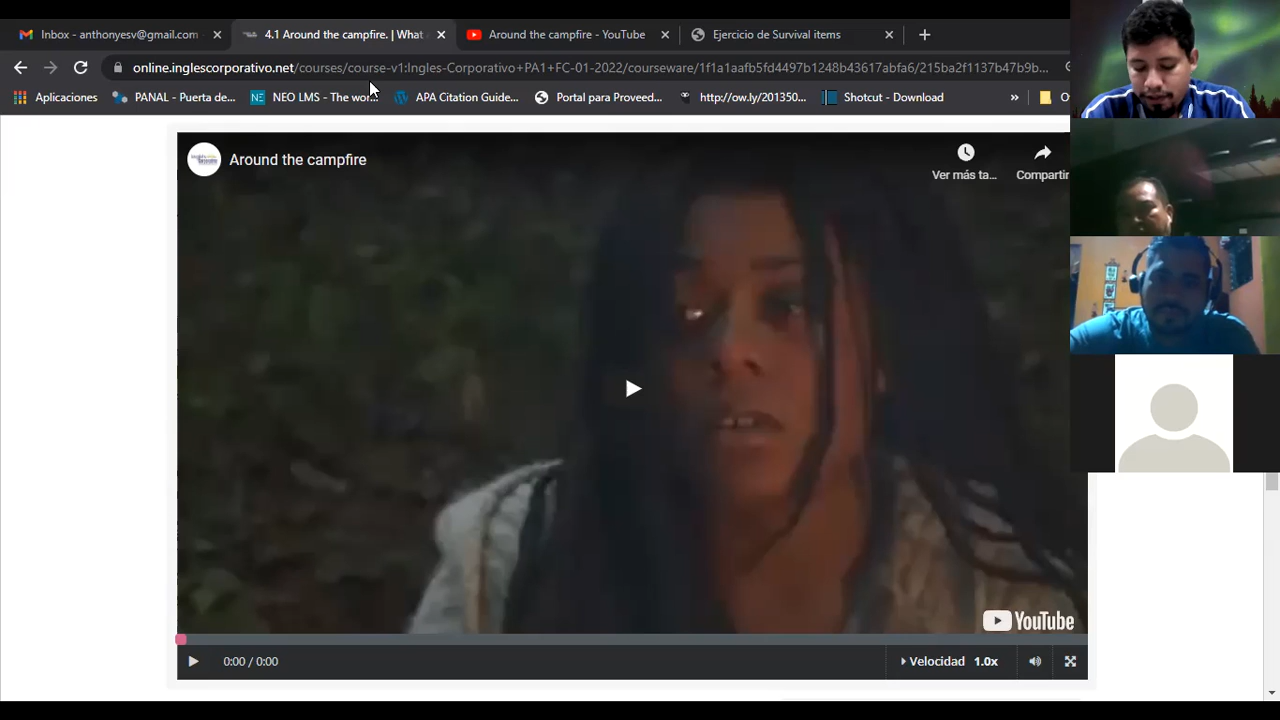 Inbox - anthonyesv@gmail.com
4.1 Around the campfire. | What
Around the campfire - YouTube
Ejercicio de Survival items
online.inglescorporativo.net/courses/course-v1:Ingles-Corporativo+PA1+FC-01-2022/courseware/1f1a1aafb5fd4497b1248b43617abfa6/215ba2f1137b47b9b...
Aplicaciones
PANAL - Puerta de...
NEO LMS - The wor...
APA Citation Guide...
Portal para Proveed...
http://ow.ly/201350...
Shotcut - Download
»
Around the campfire
Ver más ta...
Compartir
YouTube
0:00 / 0:00
Velocidad 1.0x